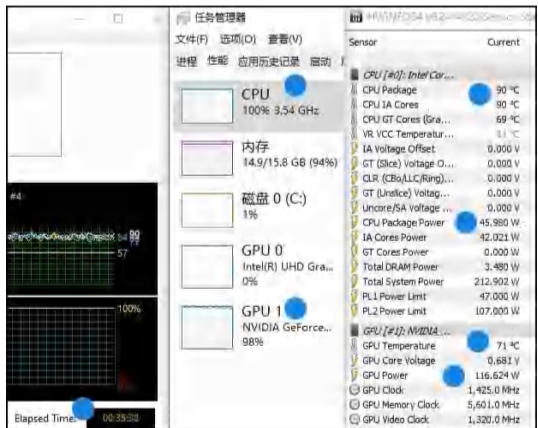 #4:
57
100%
Elapsed Time:
00:35:38
任务管理器
文件(F) 选项(O) 查看(V)
进程 性能 应用历史记录 启动
CPU
100% 3.54 GHz
内存
14.9/15.8 GB (94%)
磁盘 0 (C:)
1%
GPU 0
Intel(R) UHD Gra...
0%
GPU 1
NVIDIA GeForce...
98%
Sensor Current
CPU [#0]: Intel Cor...
CPU Package 90 °C
CPU IA Cores 90 °C
CPU GT Cores (Gra... 69 °C
VR VCC Temperatur...
IA Voltage Offset 0.000 V
GT (Slice) Voltage O... 0.000 V
CLR (CBo/LLC/Ring)... 0.000 V
GT (Unslice) Voltag... 0.000 V
Uncore/SA Voltage ... 0.000 V
CPU Package Power 45.980 W
IA Cores Power 42.021 W
GT Cores Power 0.000 W
Total DRAM Power 3.480 W
Total System Power 212.902 W
PL1 Power Limit 47.000 W
PL2 Power Limit 107.000 W
GPU [#1]: NVIDIA ...
GPU Temperature 71 °C
GPU Core Voltage 0.681 V
GPU Power 116.624 W
GPU Clock 1,425.0 MHz
GPU Memory Clock 5,601.0 MHz
GPU Video Clock 1,320.0 MHz